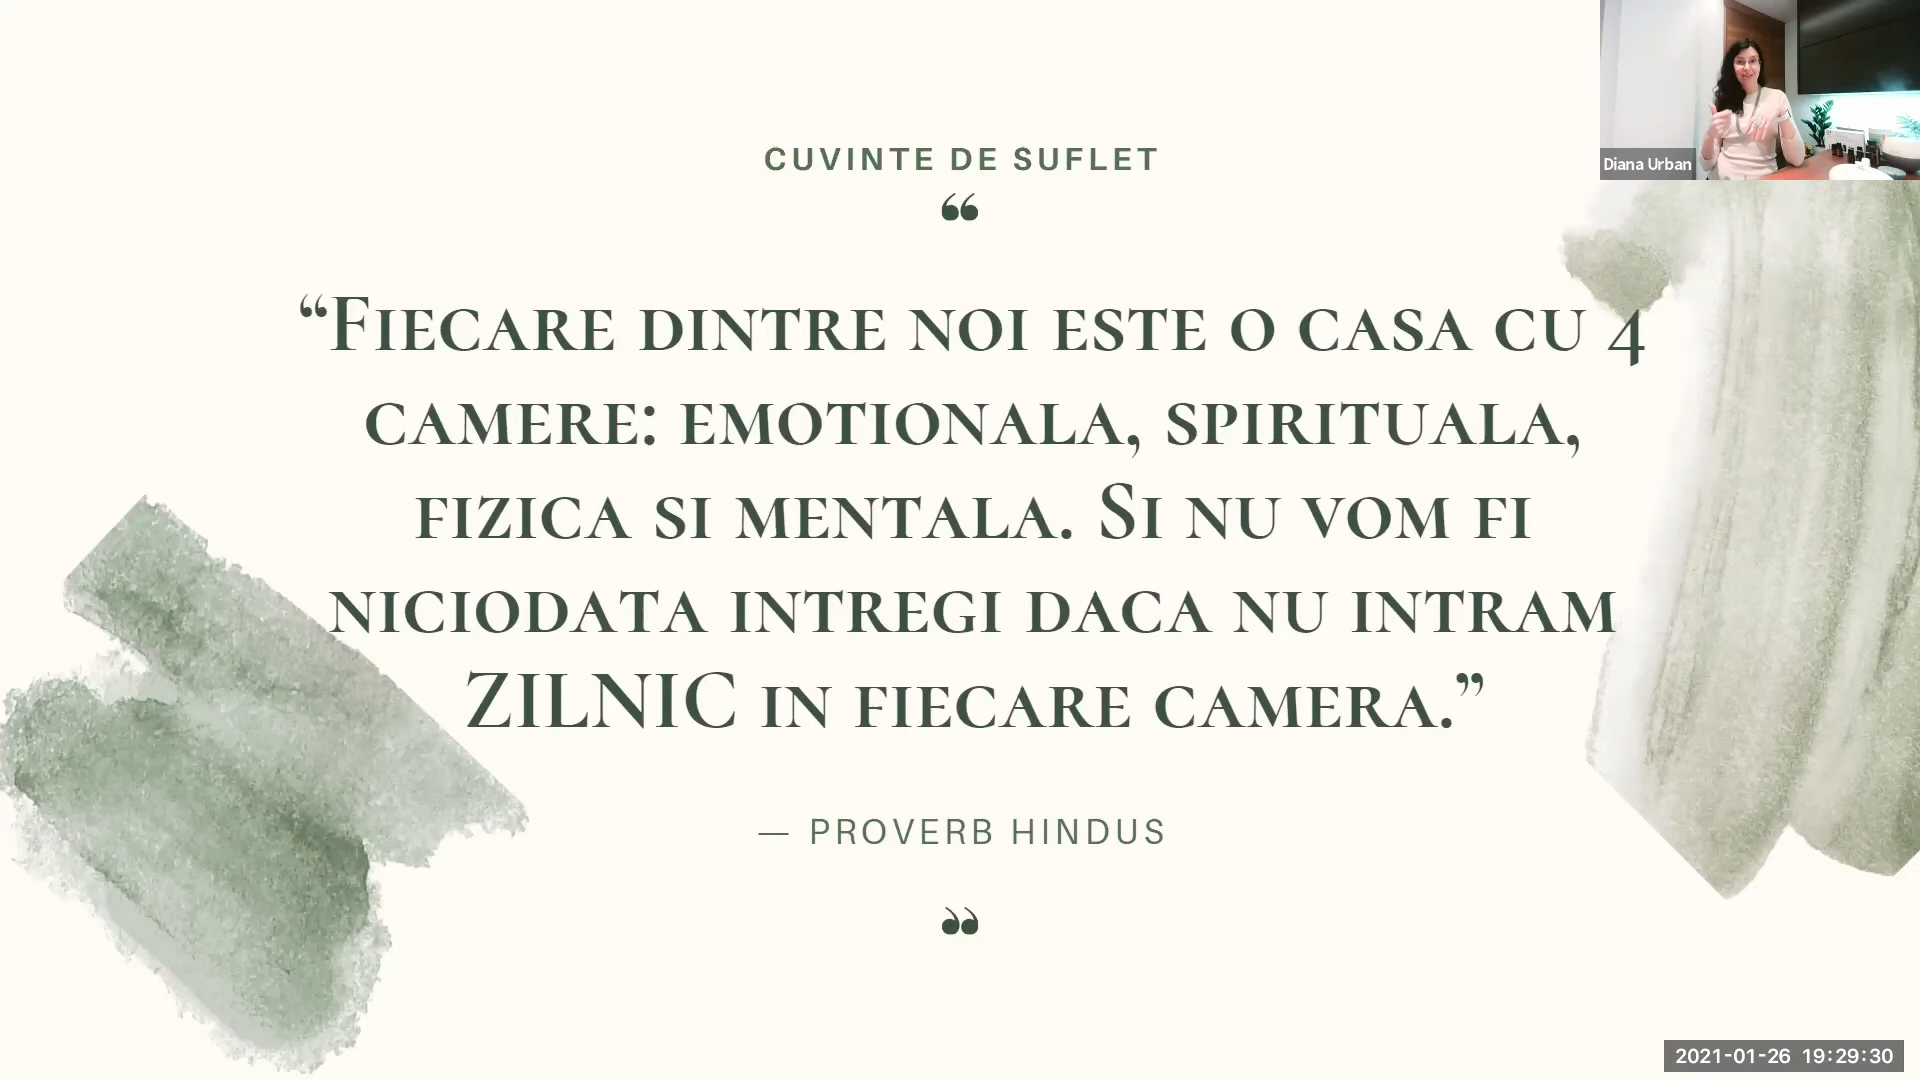 CUVINTE DE SUFLET
“
“Fiecare dintre noi este o casa cu 4
camere: emotionala, spirituala,
fizica si mentala. Si nu vom fi
niciodata intregi daca nu intram
ZILNIC in fiecare camera.”
— PROVERB HINDUS
”
Diana Urban
2021-01-26 19:29:30